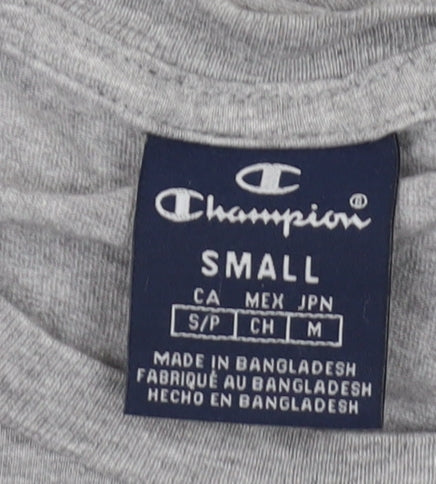 Champion®
SMALL
CA MEX JPN
S/P CH M
MADE IN BANGLADESH
FABRIQUÉ AU BANGLADESH
HECHO EN BANGLADESH